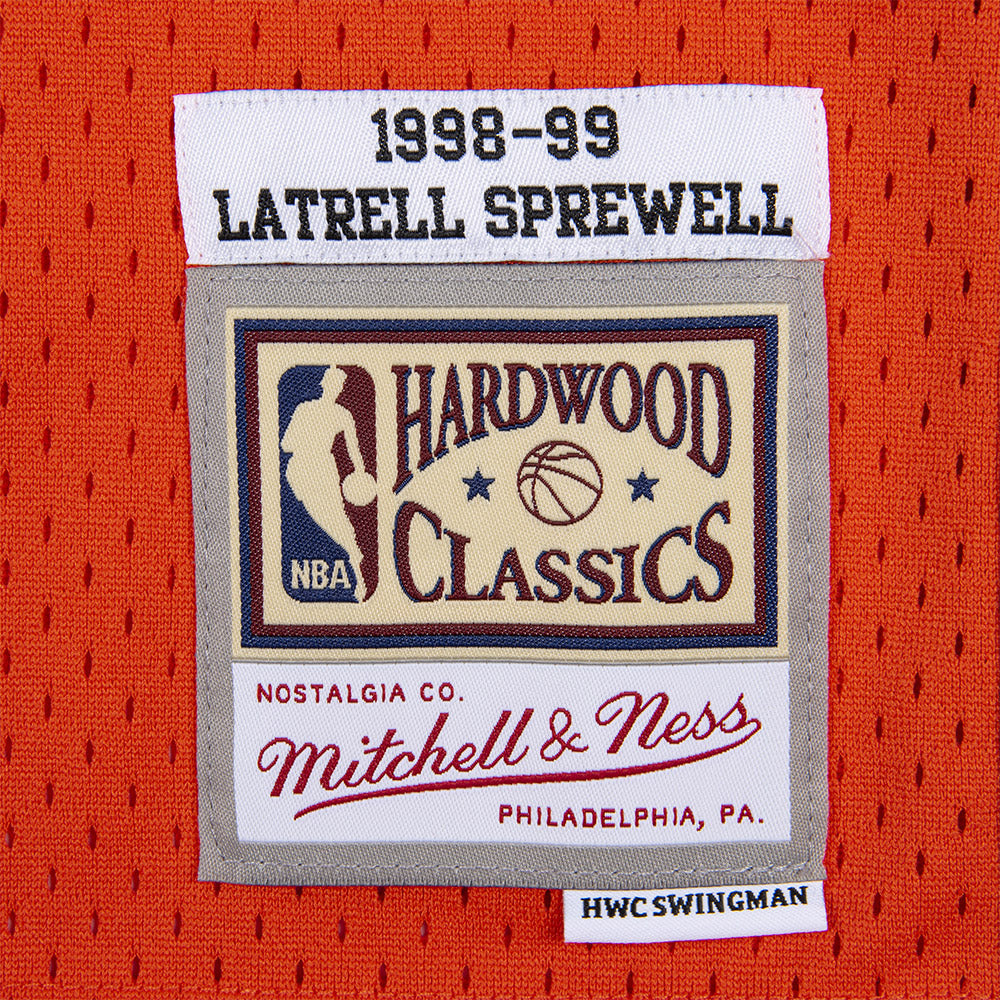 1998-99
LATRELL SPREWELL
HARDWOOD
CLASSICS
NBA
NOSTALGIA CO.
Mitchell & Ness
PHILADELPHIA, PA.
HWC SWINGMAN